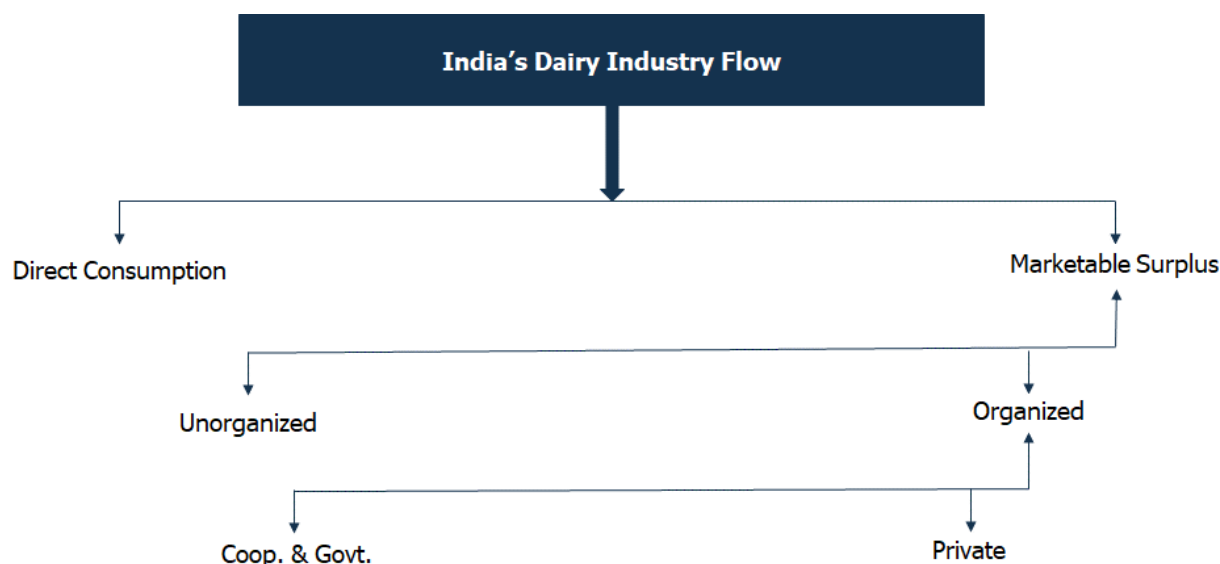 India’s Dairy Industry Flow
Direct Consumption
Marketable Surplus
Unorganized
Organized
Coop. & Govt.
Private